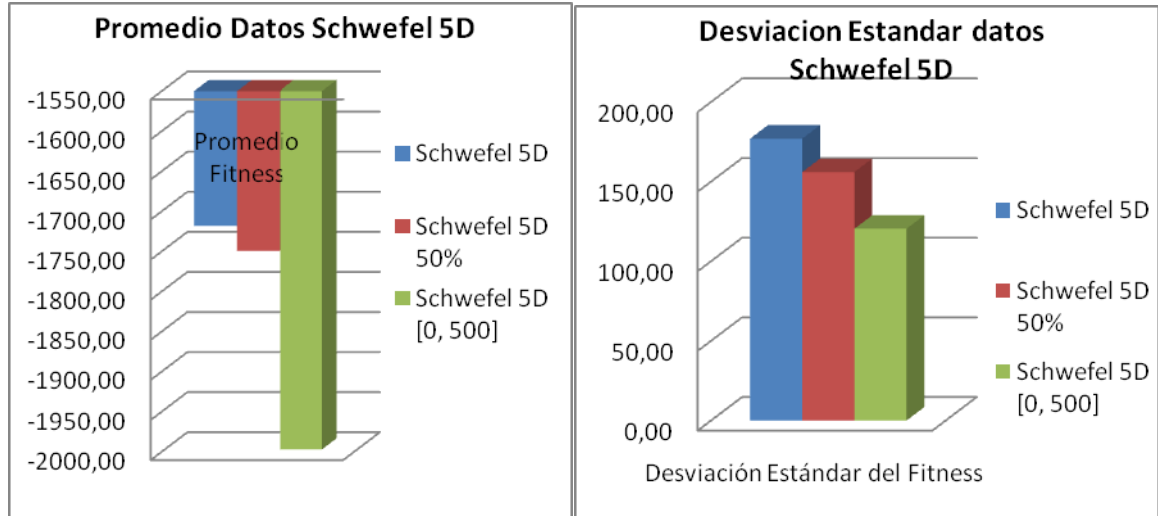 Promedio Datos Schwefel 5D
-1550,00
-1600,00
-1650,00
-1700,00
-1750,00
-1800,00
-1850,00
-1900,00
-1950,00
-2000,00
Promedio
Fitness
Schwefel 5D
Schwefel 5D
50%
Schwefel 5D
[0, 500]
Desviacion Estandar datos
Schwefel 5D
200,00
150,00
100,00
50,00
0,00
Desviación Estándar del Fitness
Schwefel 5D
Schwefel 5D
50%
Schwefel 5D
[0, 500]